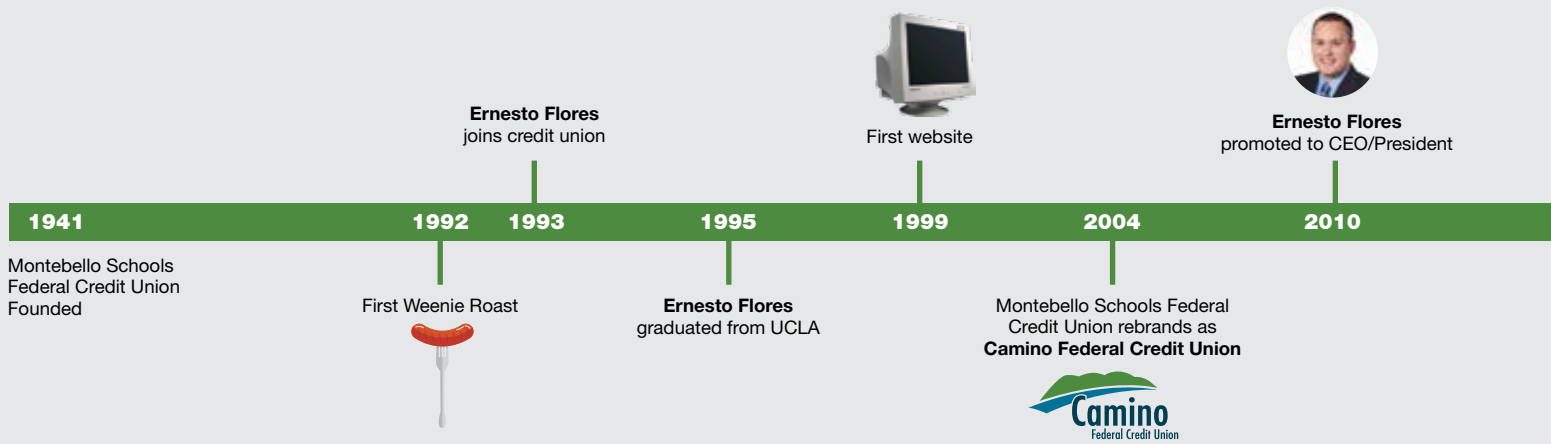 Ernesto Flores
joins credit union
First website
Ernesto Flores
promoted to CEO/President
1941
1992
1993
1995
1999
2004
2010
Montebello Schools
Federal Credit Union
Founded
First Weenie Roast
Ernesto Flores
graduated from UCLA
Montebello Schools Federal
Credit Union rebrands as
Camino Federal Credit Union
Camino
Federal Credit Union